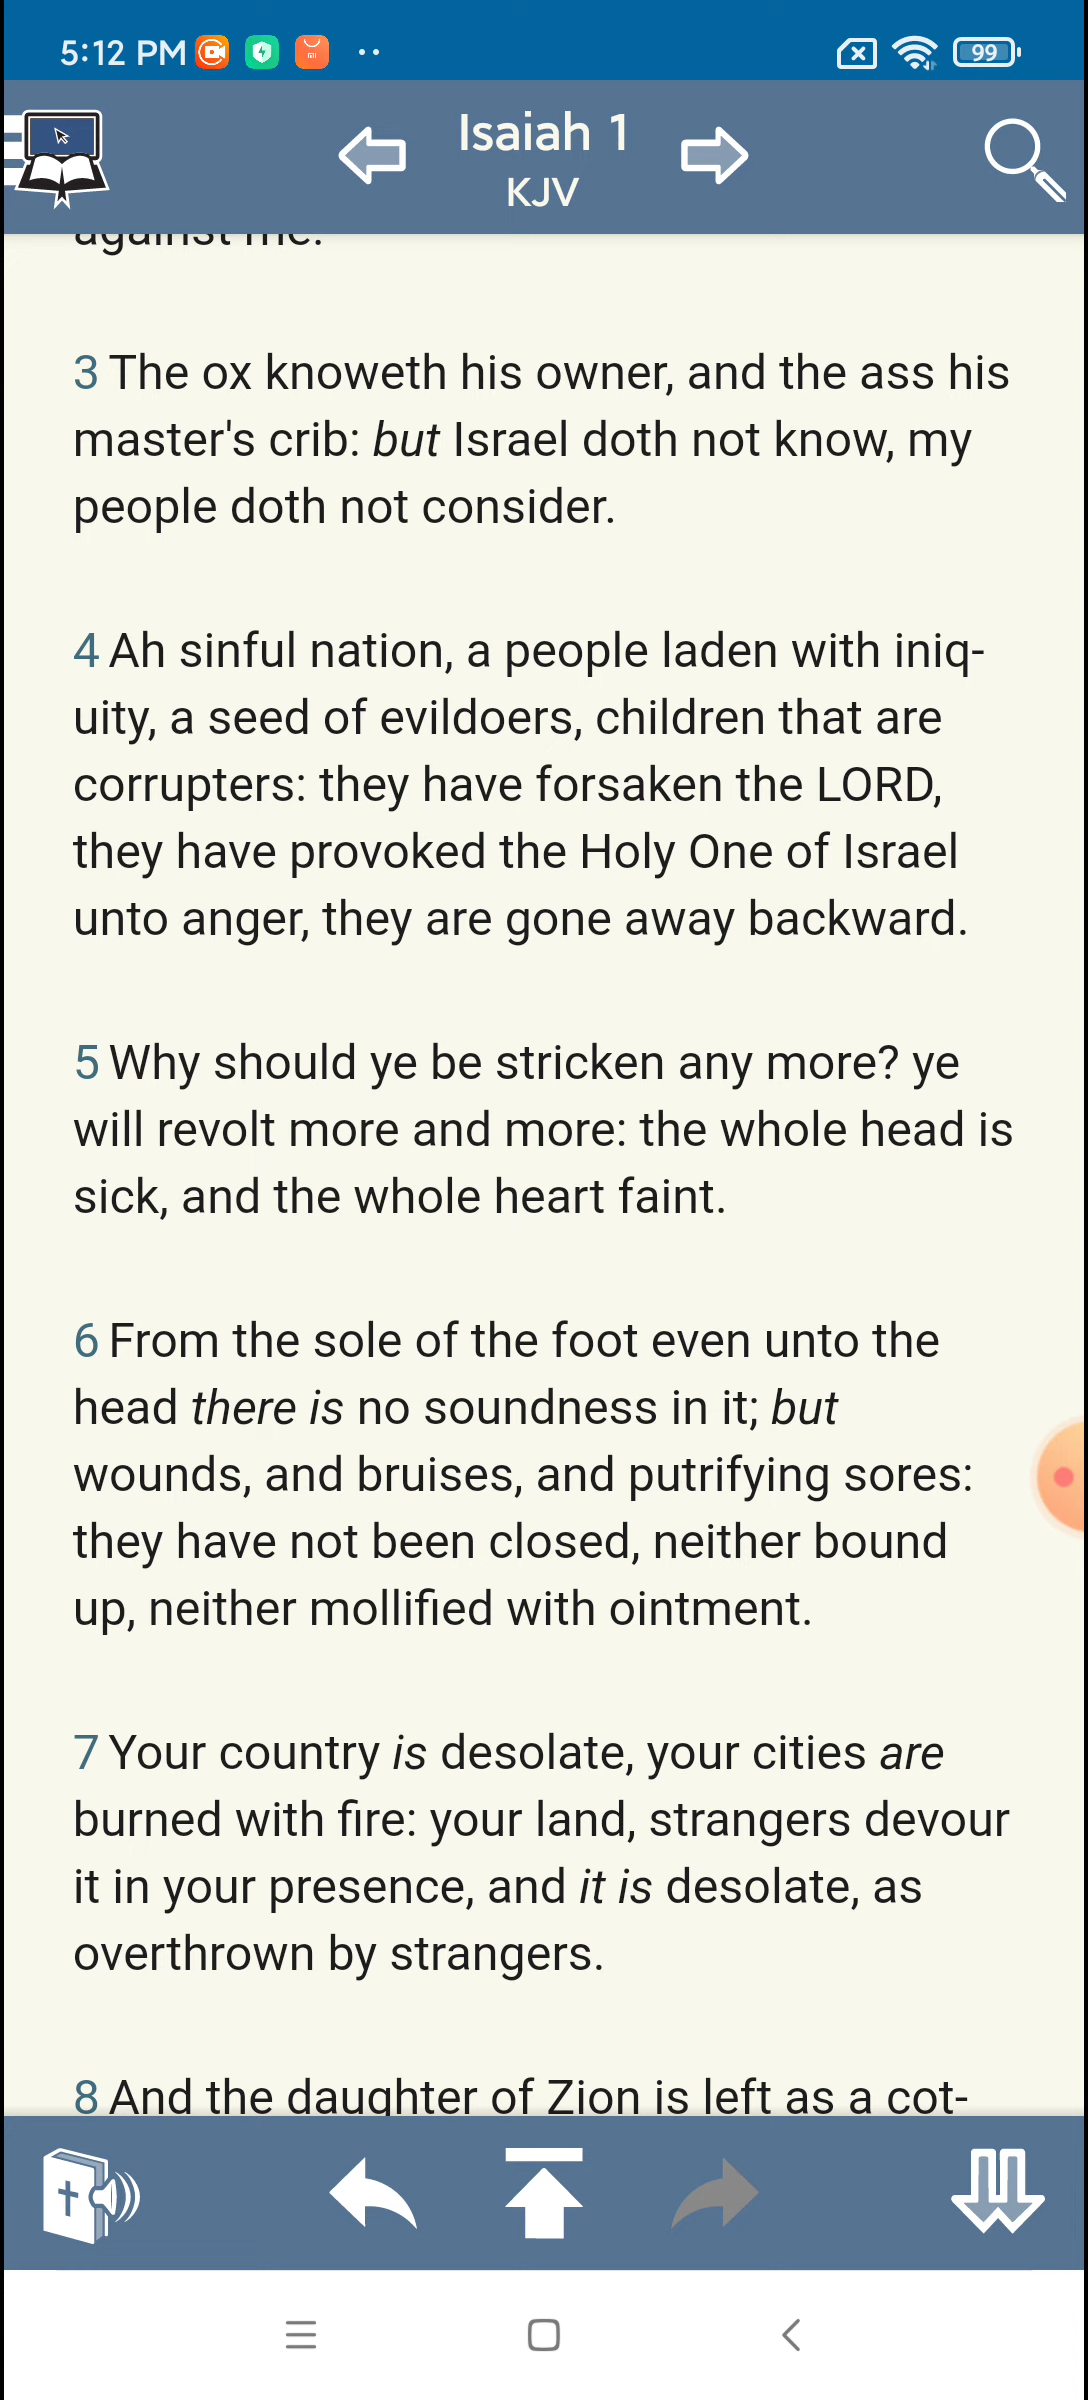 5:12 PM
99
Isaiah 1
KJV
against me.
3 The ox knoweth his owner, and the ass his
master's crib: but Israel doth not know, my
people doth not consider.
4 Ah sinful nation, a people laden with iniq-
uity, a seed of evildoers, children that are
corrupters: they have forsaken the LORD,
they have provoked the Holy One of Israel
unto anger, they are gone away backward.
5 Why should ye be stricken any more? ye
will revolt more and more: the whole head is
sick, and the whole heart faint.
6 From the sole of the foot even unto the
head there is no soundness in it; but
wounds, and bruises, and putrifying sores:
they have not been closed, neither bound
up, neither mollified with ointment.
7 Your country is desolate, your cities are
burned with fire: your land, strangers devour
it in your presence, and it is desolate, as
overthrown by strangers.
8 And the daughter of Zion is left as a cot-